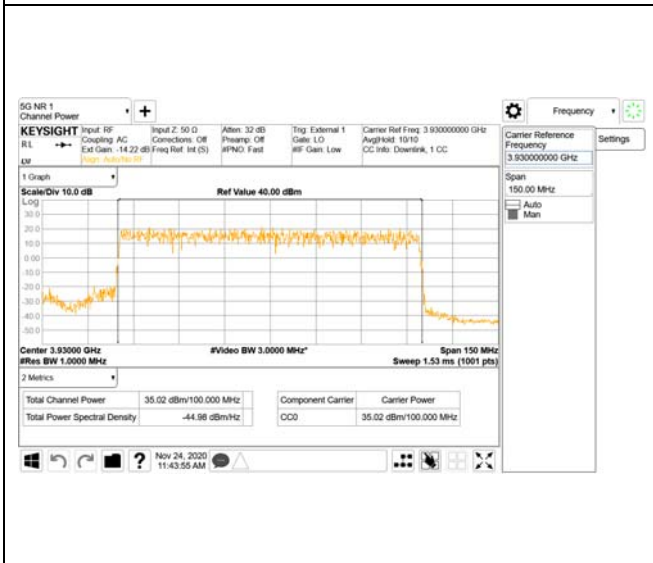 5G NR 1
Channel Power
Frequency
KEYSIGHT
Input: RF
Input Z: 50 Ω
Atten: 32 dB
Trig: External 1
Carrier Ref Freq: 3.930000000 GHz
RL
Coupling: AC
Corrections: Off
Preamp: Off
Gate: LO
Avg|Hold: 10/10
Ext Gain: -14.22 dB
Freq Ref: Int (S)
#PNO: Fast
#IF Gain: Low
CC Info: Downlink, 1 CC
Align: Auto/No RF
Carrier Reference
Frequency
3.930000000 GHz
Settings
Span
150.00 MHz
Auto
Man
1 Graph
Scale/Div 10.0 dB
Ref Value 40.00 dBm
Log
30.0
20.0
10.0
0.00
-10.0
-20.0
-30.0
-40.0
-50.0
Center 3.93000 GHz
#Video BW 3.0000 MHz*
Span 150 MHz
#Res BW 1.0000 MHz
Sweep 1.53 ms (1001 pts)
2 Metrics
Total Channel Power
35.02 dBm/100.000 MHz
Component Carrier
Carrier Power
Total Power Spectral Density
-44.98 dBm/Hz
CC0
35.02 dBm/100.000 MHz
?
Nov 24, 2020
11:43:55 AM